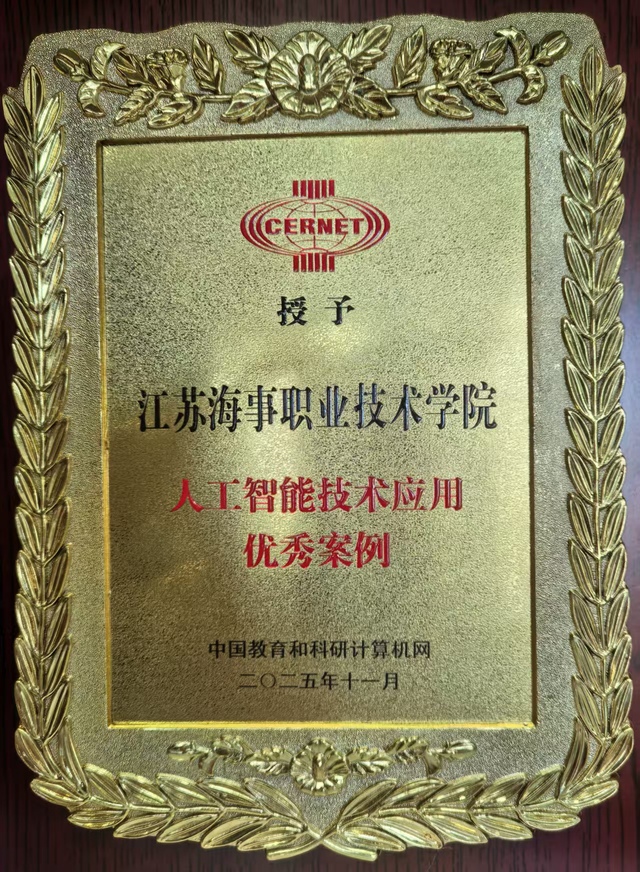 CERNET
授予
江苏海事职业技术学院
人工智能技术应用
优秀案例
中国教育和科研计算机网
二〇二五年十一月